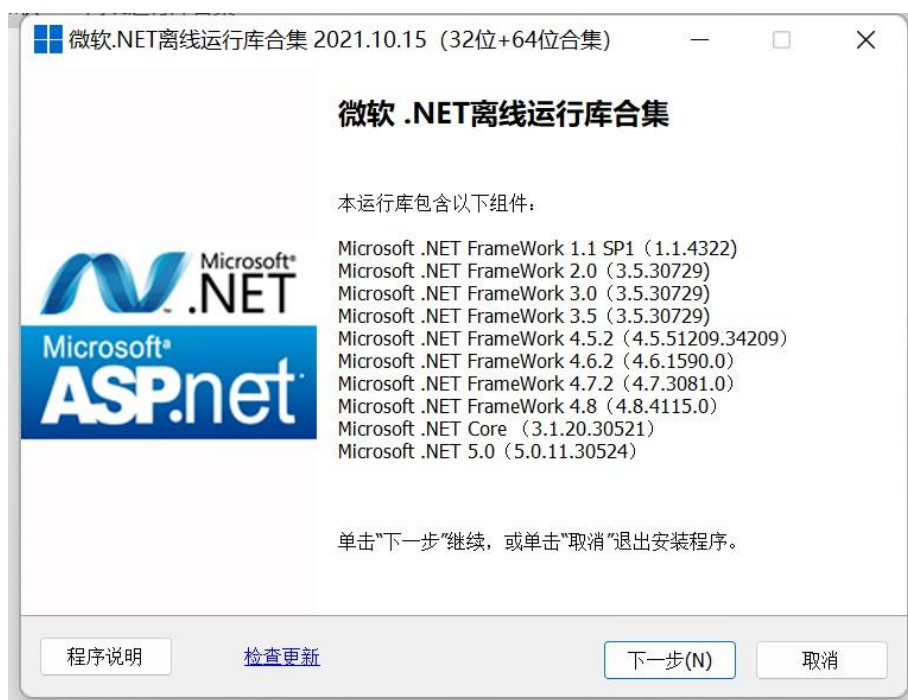 微软.NET离线运行库合集 2021.10.15（32位+64位合集）
微软 .NET离线运行库合集
本运行库包含以下组件：
Microsoft .NET FrameWork 1.1 SP1（1.1.4322)
Microsoft .NET FrameWork 2.0（3.5.30729)
Microsoft .NET FrameWork 3.0（3.5.30729)
Microsoft .NET FrameWork 3.5（3.5.30729)
Microsoft .NET FrameWork 4.5.2（4.5.51209.34209）
Microsoft .NET FrameWork 4.6.2（4.6.1590.0）
Microsoft .NET FrameWork 4.7.2（4.7.3081.0）
Microsoft .NET FrameWork 4.8（4.8.4115.0）
Microsoft .NET Core （3.1.20.30521）
Microsoft .NET 5.0（5.0.11.30524）
Microsoft®
.NET
Microsoft®
ASP.net
单击“下一步”继续，或单击“取消”退出安装程序。
程序说明
检查更新
下一步(N)
取消